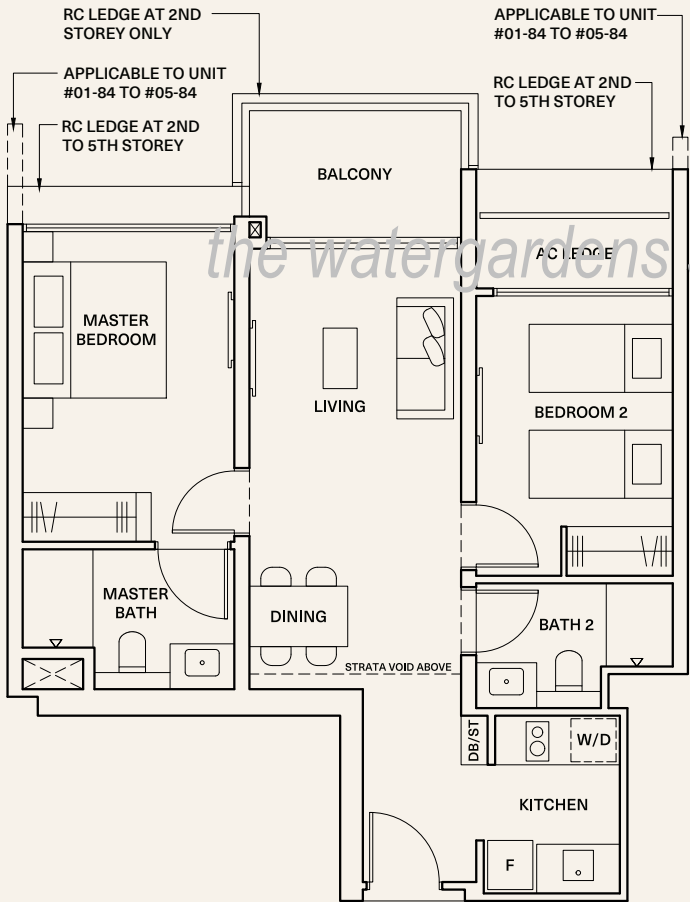 RC LEDGE AT 2ND
STOREY ONLY
APPLICABLE TO UNIT
#01-84 TO #05-84
RC LEDGE AT 2ND
TO 5TH STOREY
APPLICABLE TO UNIT
#01-84 TO #05-84
RC LEDGE AT 2ND
TO 5TH STOREY
BALCONY
the watergardens
AC LEDGE
MASTER
BEDROOM
LIVING
BEDROOM 2
MASTER
BATH
DINING
BATH 2
STRATA VOID ABOVE
DB/ST
W/D
KITCHEN
F